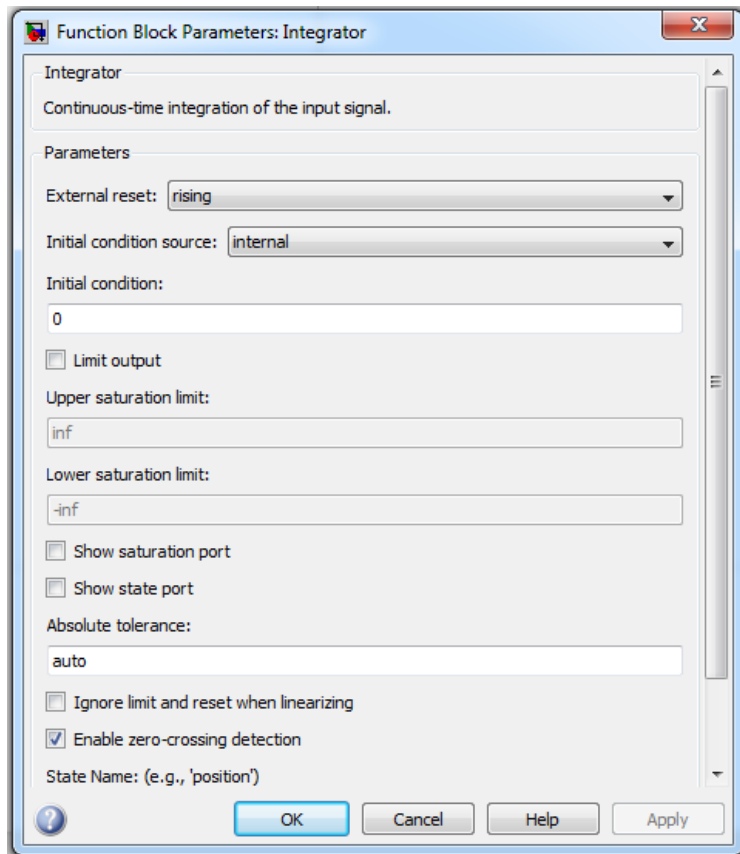 Function Block Parameters: Integrator
Integrator
Continuous-time integration of the input signal.
Parameters
External reset: rising
Initial condition source: internal
Initial condition:
0
Limit output
Upper saturation limit:
inf
Lower saturation limit:
-inf
Show saturation port
Show state port
Absolute tolerance:
auto
Ignore limit and reset when linearizing
Enable zero-crossing detection
State Name: (e.g., 'position')
OK Cancel Help Apply